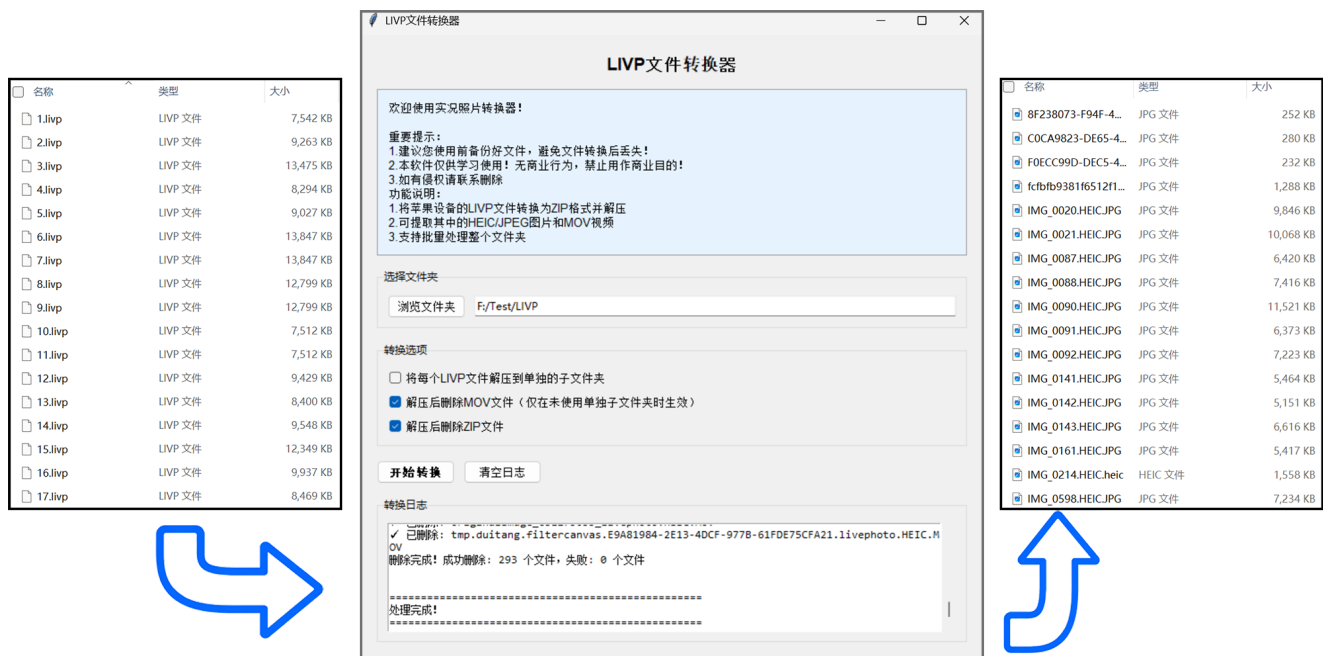 LIVP文件转换器
LIVP文件转换器
欢迎使用实况照片转换器！
重要提示：
1.建议您使用前备份好文件，避免文件转换后丢失！
2.本软件仅供学习使用！无商业行为，禁止用作商业目的！
3.如有侵权请联系删除
功能说明：
1.将苹果设备的LIVP文件转换为ZIP格式并解压
2.可提取其中的HEIC/JPEG图片和MOV视频
3.支持批量处理整个文件夹
选择文件夹
浏览文件夹 F:/Test/LIVP
转换选项
将每个LIVP文件解压到单独的子文件夹
解压后删除MOV文件（仅在未使用单独子文件夹时生效）
解压后删除ZIP文件
开始转换 清空日志
转换日志
✓ 已删除: tmp.duitang.filtercanvas.E9A81984-2E13-4DCF-977B-61FDE75CFA21.livephoto.HEIC.M
OV
删除完成！成功删除: 293 个文件，失败: 0 个文件
==================================================
处理完成！
==================================================
名称 类型 大小
1.livp LIVP 文件 7,542 KB
2.livp LIVP 文件 9,263 KB
3.livp LIVP 文件 13,475 KB
4.livp LIVP 文件 8,294 KB
5.livp LIVP 文件 9,027 KB
6.livp LIVP 文件 13,847 KB
7.livp LIVP 文件 13,847 KB
8.livp LIVP 文件 12,799 KB
9.livp LIVP 文件 12,799 KB
10.livp LIVP 文件 7,512 KB
11.livp LIVP 文件 7,512 KB
12.livp LIVP 文件 9,429 KB
13.livp LIVP 文件 8,400 KB
14.livp LIVP 文件 9,548 KB
15.livp LIVP 文件 12,349 KB
16.livp LIVP 文件 9,937 KB
17.livp LIVP 文件 8,469 KB
名称 类型 大小
8F238073-F94F-4... JPG 文件 252 KB
C0CA9823-DE65-4... JPG 文件 280 KB
F0ECC99D-DEC5-4... JPG 文件 232 KB
fcfbfb9381f6512f1... JPG 文件 1,288 KB
IMG_0020.HEIC.JPG JPG 文件 9,846 KB
IMG_0021.HEIC.JPG JPG 文件 10,068 KB
IMG_0087.HEIC.JPG JPG 文件 6,420 KB
IMG_0088.HEIC.JPG JPG 文件 7,416 KB
IMG_0090.HEIC.JPG JPG 文件 11,521 KB
IMG_0091.HEIC.JPG JPG 文件 6,373 KB
IMG_0092.HEIC.JPG JPG 文件 7,223 KB
IMG_0141.HEIC.JPG JPG 文件 5,464 KB
IMG_0142.HEIC.JPG JPG 文件 5,151 KB
IMG_0143.HEIC.JPG JPG 文件 6,616 KB
IMG_0161.HEIC.JPG JPG 文件 5,417 KB
IMG_0214.HEIC.heic HEIC 文件 1,558 KB
IMG_0598.HEIC.JPG JPG 文件 7,234 KB